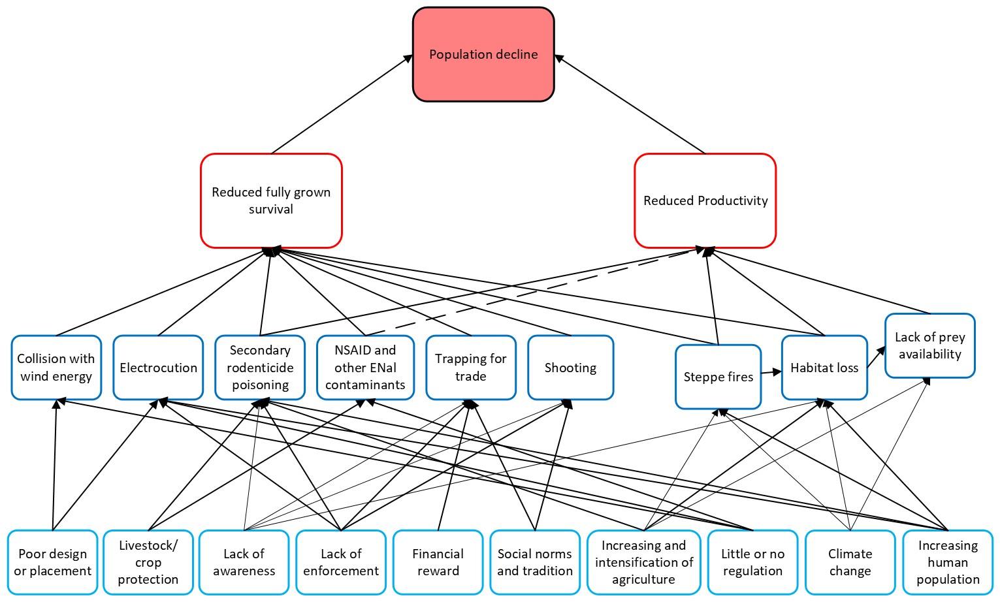 Population decline
Reduced fully grown
survival
Reduced Productivity
Collision with
wind energy
Electrocution
Secondary
rodenticide
poisoning
NSAID and
other ENal
contaminants
Trapping for
trade
Shooting
Steppe fires
Habitat loss
Lack of prey
availability
Poor design
or placement
Livestock/
crop
protection
Lack of
awareness
Lack of
enforcement
Financial
reward
Social norms
and tradition
Increasing and
intensification of
agriculture
Little or no
regulation
Climate
change
Increasing
human
population